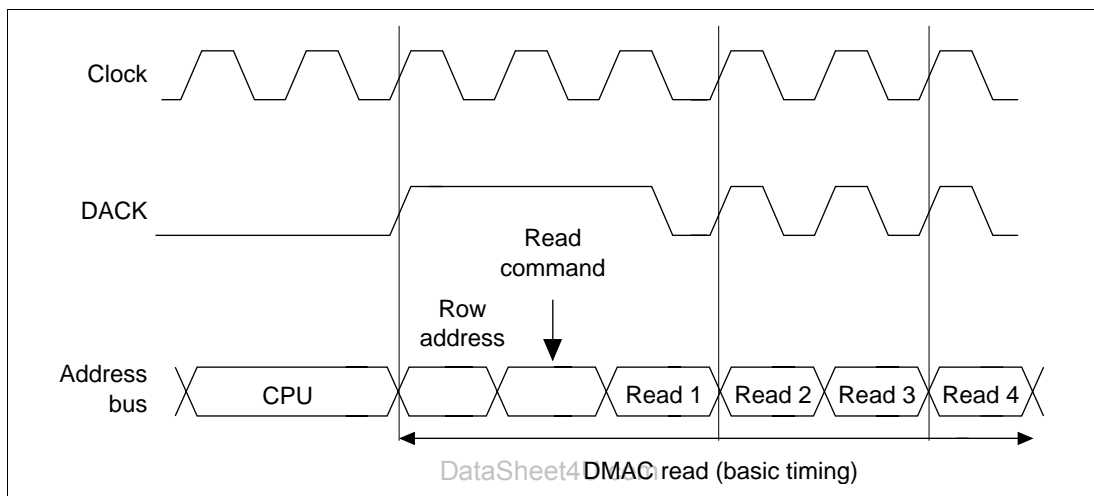 Clock
DACK
Read
command
Row
address
Address
bus
CPU
Read 1
Read 2
Read 3
Read 4
DMAC read (basic timing)